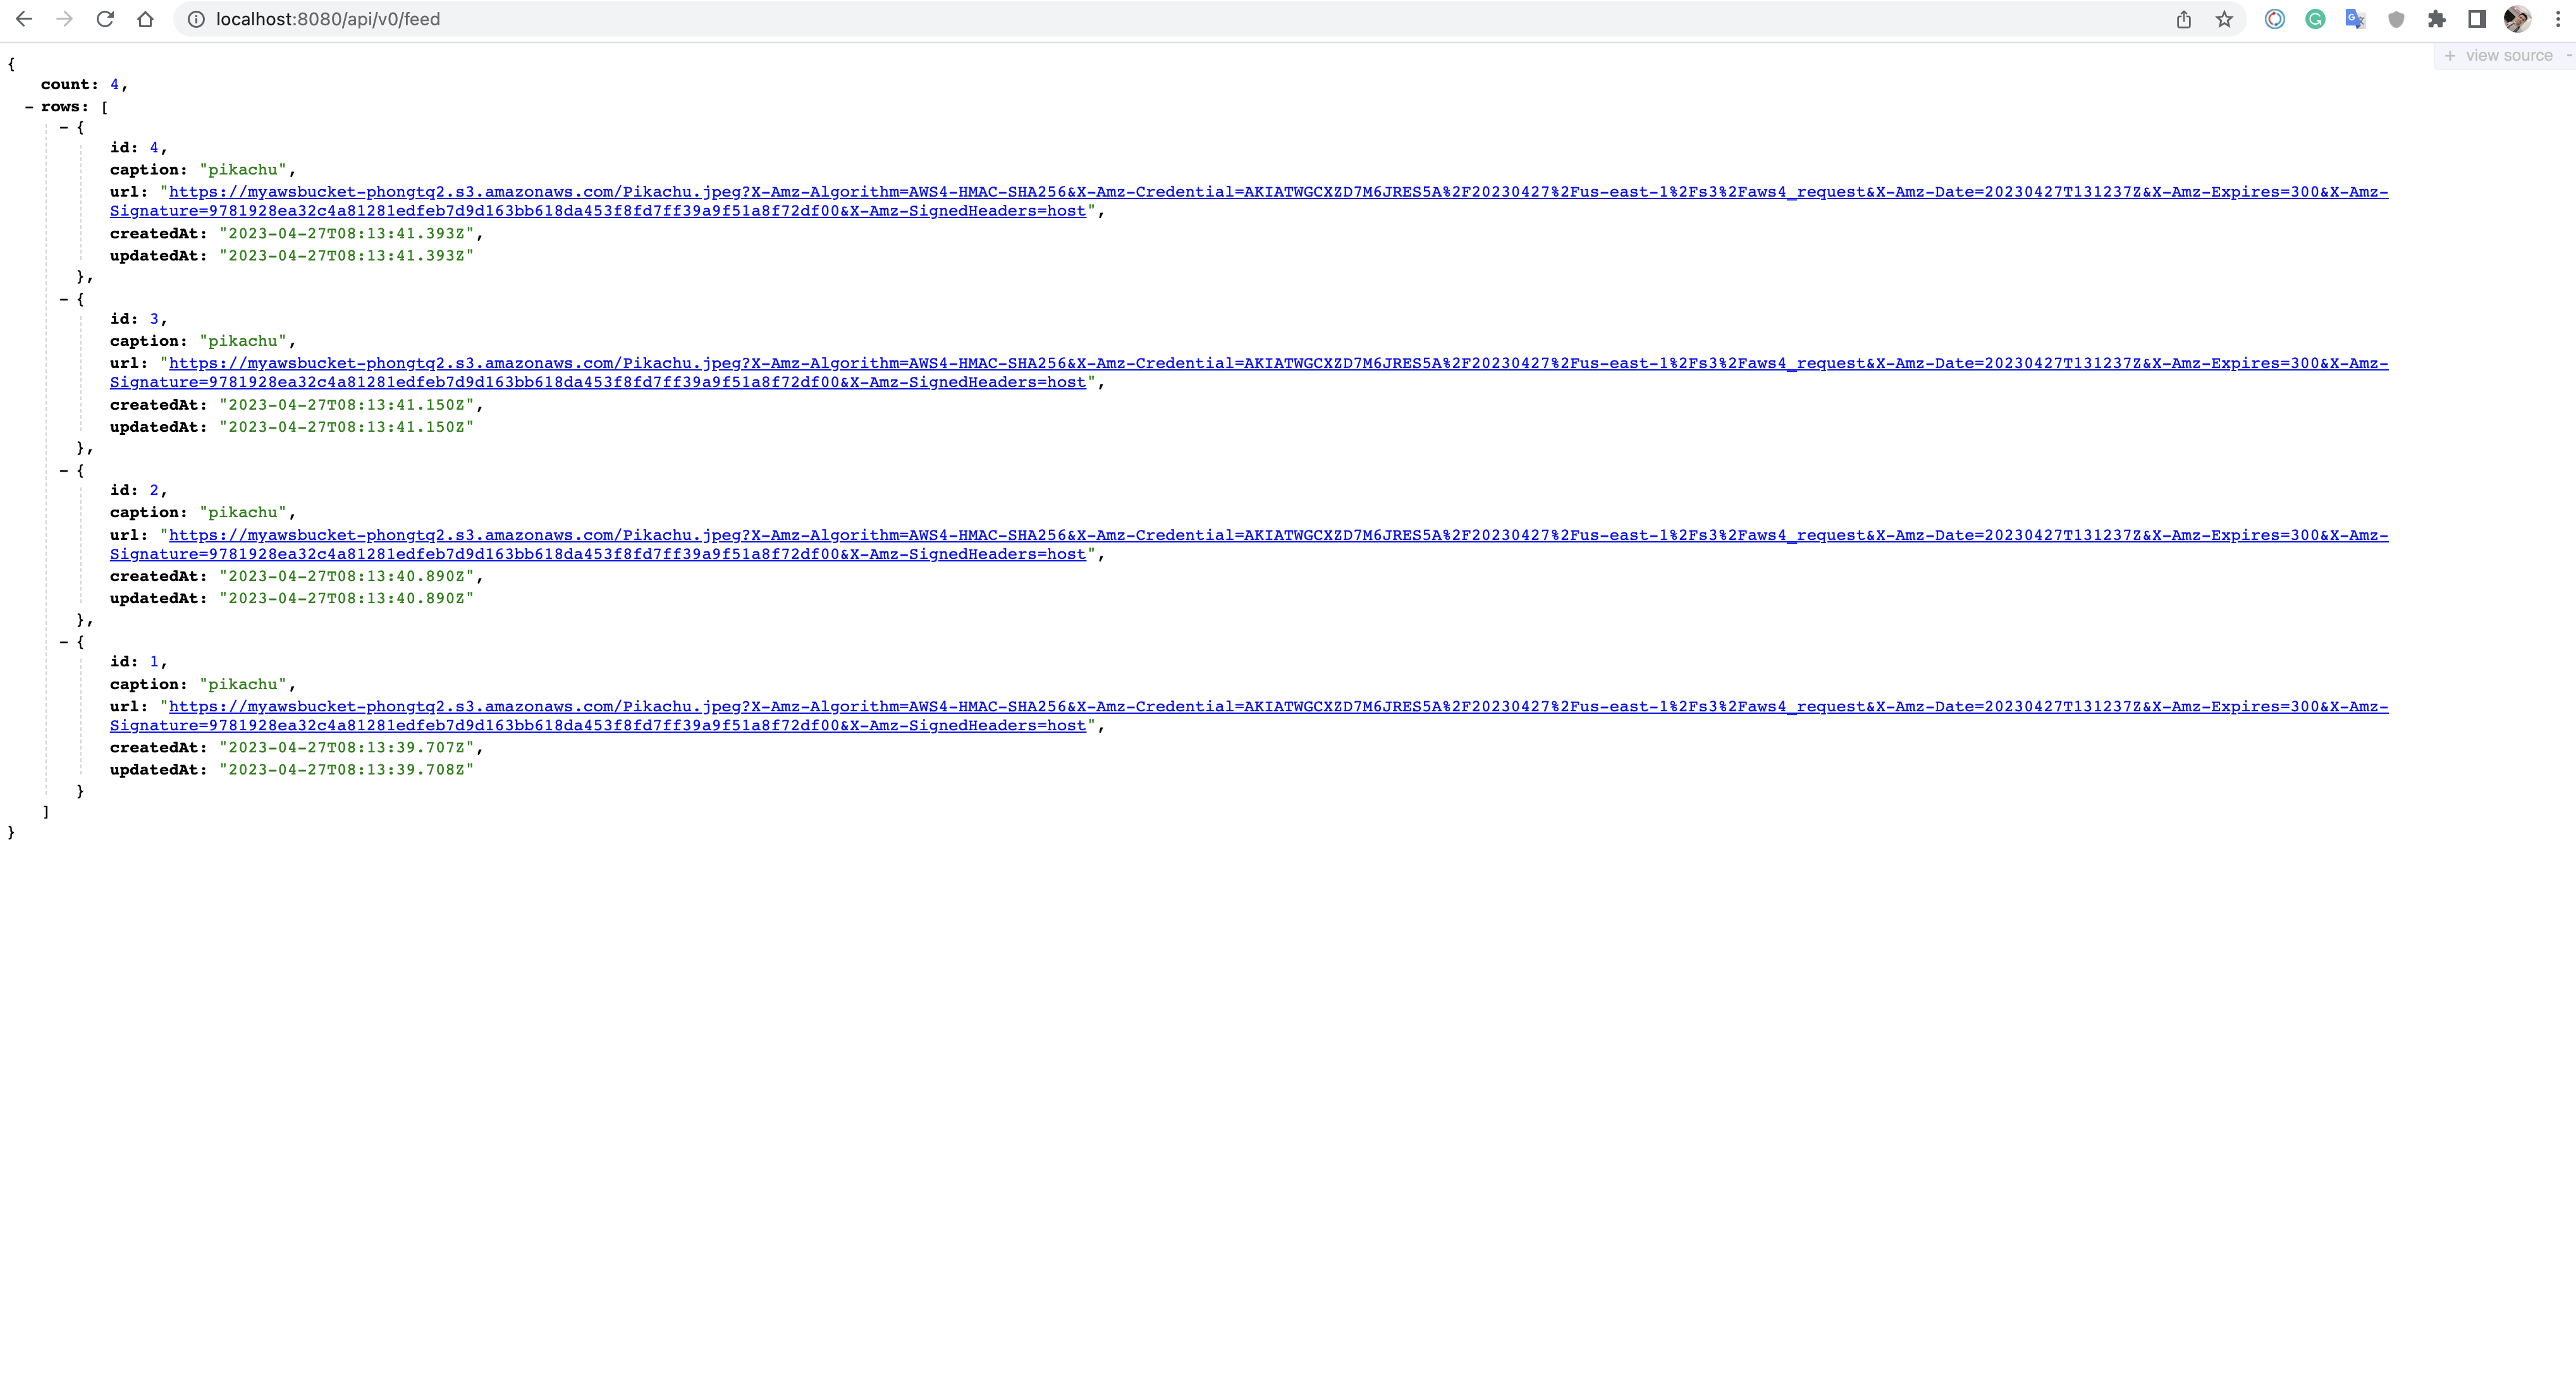 localhost:8080/api/v0/feed
+ view source -
{
count: 4,
- rows: [
- {
id: 4,
caption: "pikachu",
url: "https://myawsbucket-phongtq2.s3.amazonaws.com/Pikachu.jpeg?X-Amz-Algorithm=AWS4-HMAC-SHA256&X-Amz-Credential=AKIATWGCXZD7M6JRES5A%2F20230427%2Fus-east-1%2Fs3%2Faws4_request&X-Amz-Date=20230427T131237Z&X-Amz-Expires=300&X-Amz-
Signature=9781928ea32c4a81281edfeb7d9d163bb618da453f8fd7ff39a9f51a8f72df00&X-Amz-SignedHeaders=host",
createdAt: "2023-04-27T08:13:41.393Z",
updatedAt: "2023-04-27T08:13:41.393Z"
},
- {
id: 3,
caption: "pikachu",
url: "https://myawsbucket-phongtq2.s3.amazonaws.com/Pikachu.jpeg?X-Amz-Algorithm=AWS4-HMAC-SHA256&X-Amz-Credential=AKIATWGCXZD7M6JRES5A%2F20230427%2Fus-east-1%2Fs3%2Faws4_request&X-Amz-Date=20230427T131237Z&X-Amz-Expires=300&X-Amz-
Signature=9781928ea32c4a81281edfeb7d9d163bb618da453f8fd7ff39a9f51a8f72df00&X-Amz-SignedHeaders=host",
createdAt: "2023-04-27T08:13:41.150Z",
updatedAt: "2023-04-27T08:13:41.150Z"
},
- {
id: 2,
caption: "pikachu",
url: "https://myawsbucket-phongtq2.s3.amazonaws.com/Pikachu.jpeg?X-Amz-Algorithm=AWS4-HMAC-SHA256&X-Amz-Credential=AKIATWGCXZD7M6JRES5A%2F20230427%2Fus-east-1%2Fs3%2Faws4_request&X-Amz-Date=20230427T131237Z&X-Amz-Expires=300&X-Amz-
Signature=9781928ea32c4a81281edfeb7d9d163bb618da453f8fd7ff39a9f51a8f72df00&X-Amz-SignedHeaders=host",
createdAt: "2023-04-27T08:13:40.890Z",
updatedAt: "2023-04-27T08:13:40.890Z"
},
- {
id: 1,
caption: "pikachu",
url: "https://myawsbucket-phongtq2.s3.amazonaws.com/Pikachu.jpeg?X-Amz-Algorithm=AWS4-HMAC-SHA256&X-Amz-Credential=AKIATWGCXZD7M6JRES5A%2F20230427%2Fus-east-1%2Fs3%2Faws4_request&X-Amz-Date=20230427T131237Z&X-Amz-Expires=300&X-Amz-
Signature=9781928ea32c4a81281edfeb7d9d163bb618da453f8fd7ff39a9f51a8f72df00&X-Amz-SignedHeaders=host",
createdAt: "2023-04-27T08:13:39.707Z",
updatedAt: "2023-04-27T08:13:39.708Z"
}
]
}